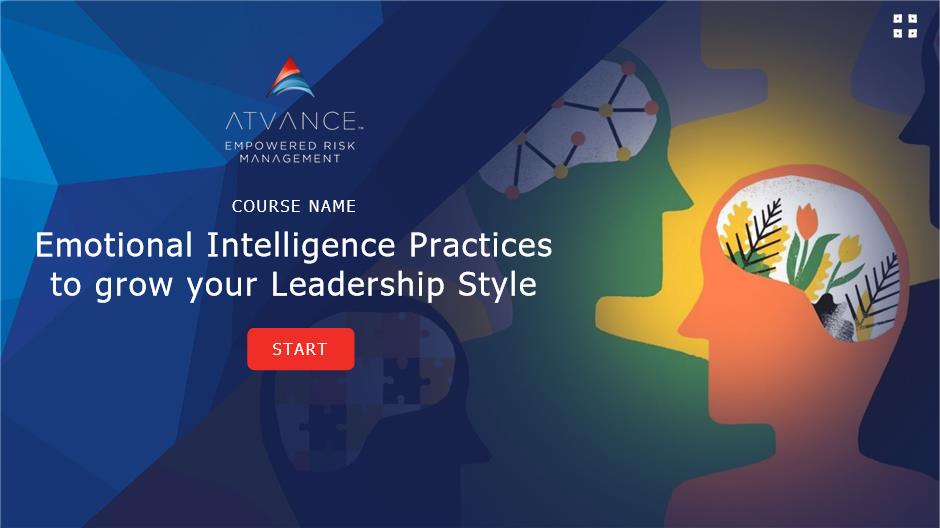 ATVANCE™
EMPOWERED RISK
MANAGEMENT
COURSE NAME
Emotional Intelligence Practices
to grow your Leadership Style
START